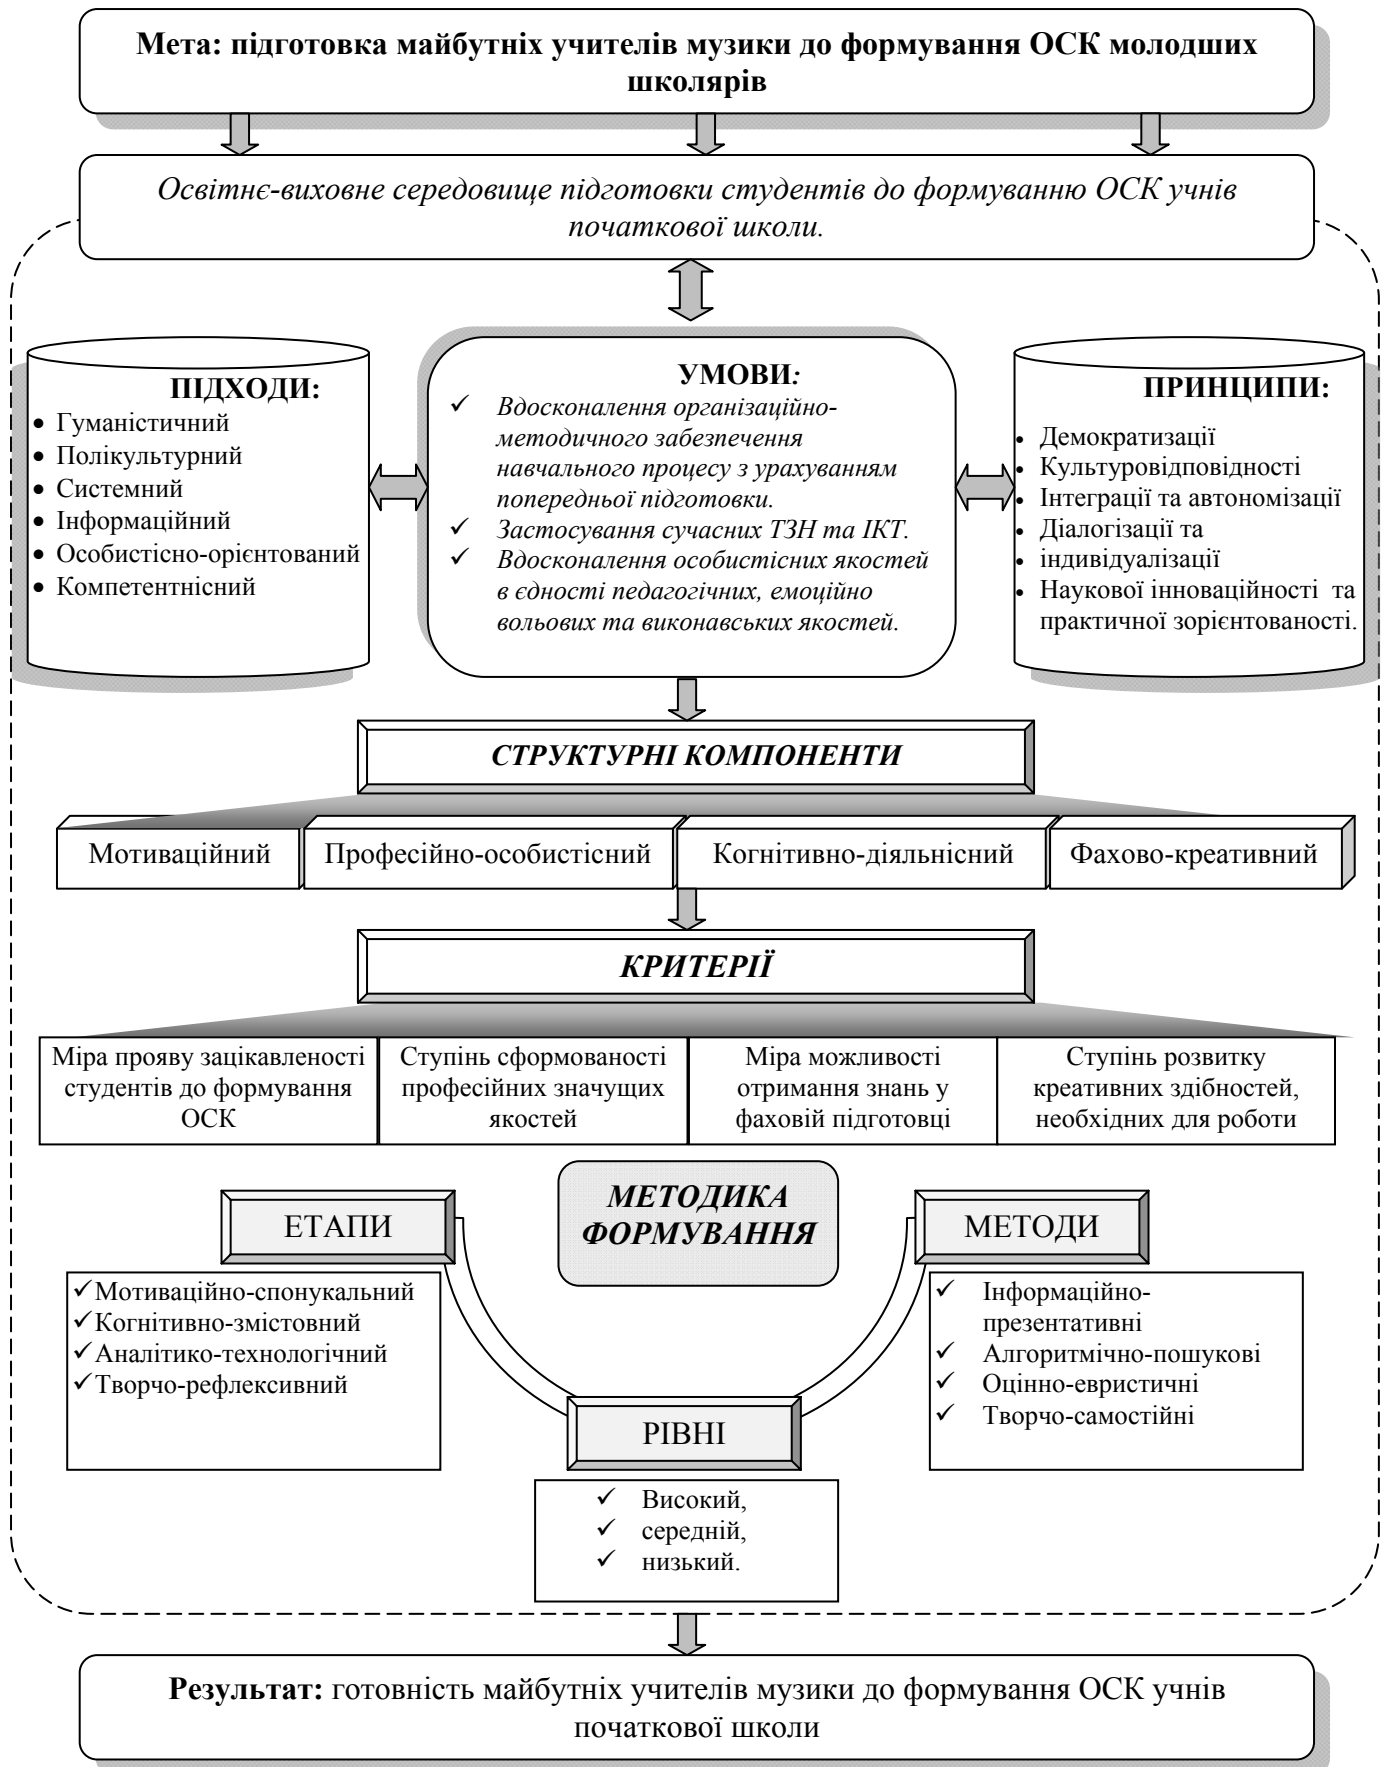 Мета: підготовка майбутніх учителів музики до формування ОСК молодших
школярів
Освітнє-виховне середовище підготовки студентів до формуванню ОСК учнів
початкової школи.
ПІДХОДИ:
• Гуманістичний
• Полікультурний
• Системний
• Інформаційний
• Особистісно-орієнтований
• Компетентнісний
УМОВИ:
✓ Вдосконалення організаційно-
методичного забезпечення
навчального процесу з урахуванням
попередньої підготовки.
✓ Застосування сучасних ТЗН та ІКТ.
✓ Вдосконалення особистісних якостей
в єдності педагогічних, емоційно
вольових та виконавських якостей.
ПРИНЦИПИ:
• Демократизації
• Культуровідповідності
• Інтеграції та автономізації
• Діалогізації та
• індивідуалізації
• Наукової інноваційності та
практичної зорієнтованості.
СТРУКТУРНІ КОМПОНЕНТИ
Мотиваційний
Професійно-особистісний
Когнітивно-діяльнісний
Фахово-креативний
КРИТЕРІЇ
Міра прояву зацікавленості
студентів до формування
ОСК
Ступінь сформованості
професійних значущих
якостей
Міра можливості
отримання знань у
фаховій підготовці
Ступінь розвитку
креативних здібностей,
необхідних для роботи
МЕТОДИКА
ФОРМУВАННЯ
ЕТАПИ
✓Мотиваційно-спонукальний
✓Когнітивно-змістовний
✓Аналітико-технологічний
✓Творчо-рефлексивний
МЕТОДИ
✓ Інформаційно-
презентативні
✓ Алгоритмічно-пошукові
✓ Оцінно-евристичні
✓ Творчо-самостійні
РІВНІ
✓ Високий,
✓ середній,
✓ низький.
Результат: готовність майбутніх учителів музики до формування ОСК учнів
початкової школи